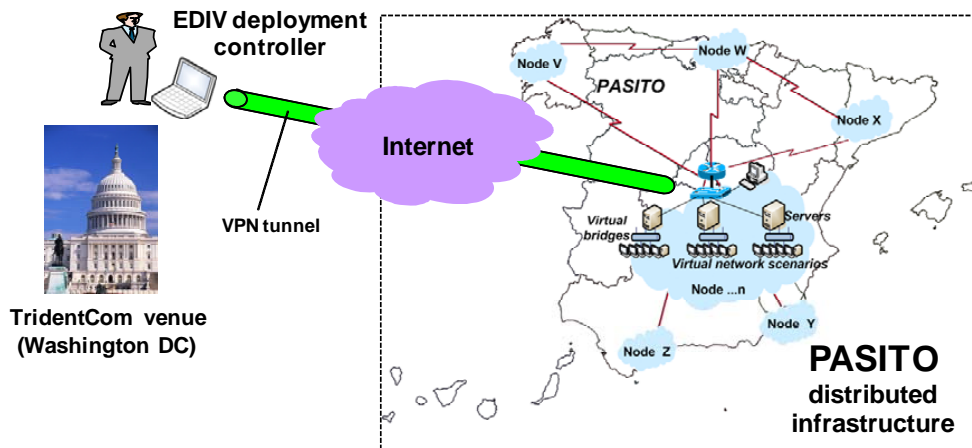 EDIV deployment
controller
VPN tunnel
TridentCom venue
(Washington DC)
Internet
Node V
Node W
PASITO
Node X
Virtual
bridges
Servers
Virtual network scenarios
Node ...n
Node Z
Node Y
PASITO
distributed
infrastructure